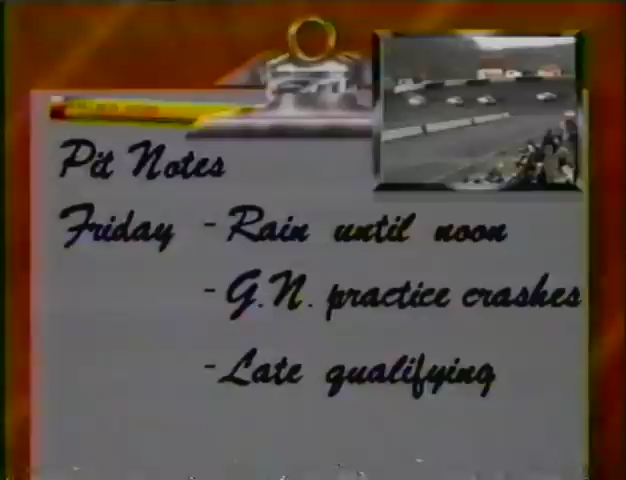 Pit Notes
Friday - Rain until noon
- G.N. practice crashes
- Late qualifying